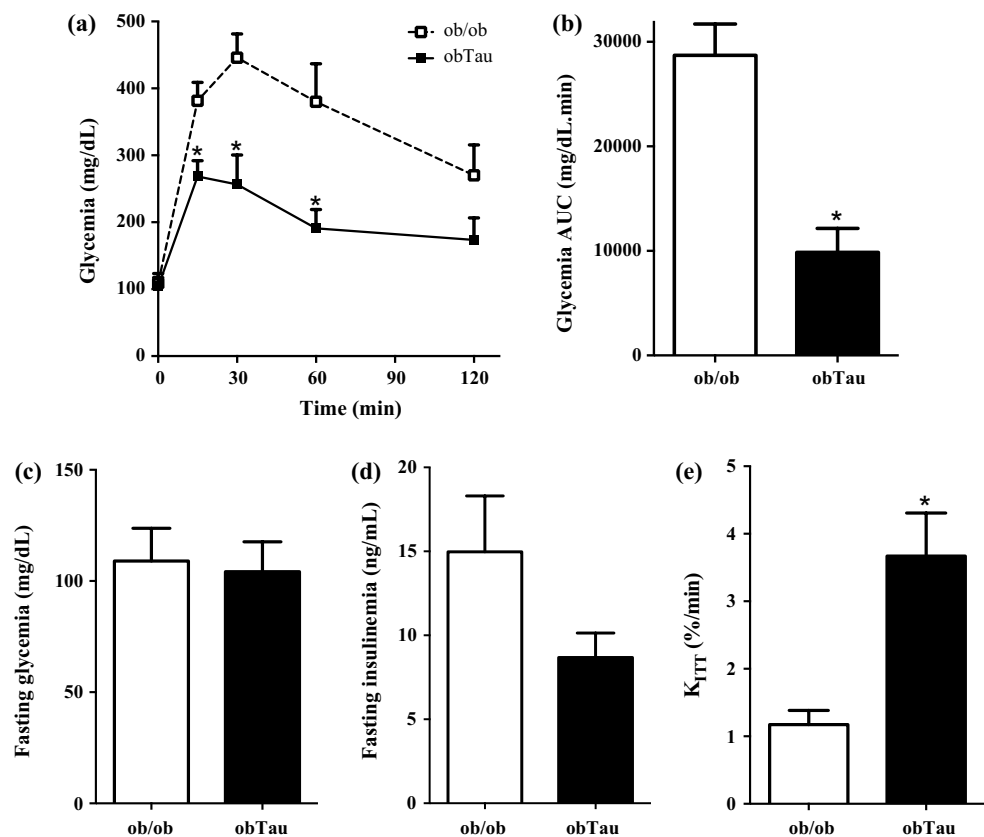 (a)
ob/ob
obTau
Glycemia (mg/dL)
500
400
300
200
100
0
*
*
*
0 30 60 90 120
Time (min)
(b)
Glycemia AUC (mg/dL.min)
30000
20000
10000
0
*
ob/ob obTau
(c)
Fasting glycemia (mg/dL)
150
100
50
0
ob/ob obTau
(d)
Fasting insulinemia (ng/mL)
20
15
10
5
0
ob/ob obTau
(e)
K_ITT (%/min)
5
4
3
2
1
0
*
ob/ob obTau